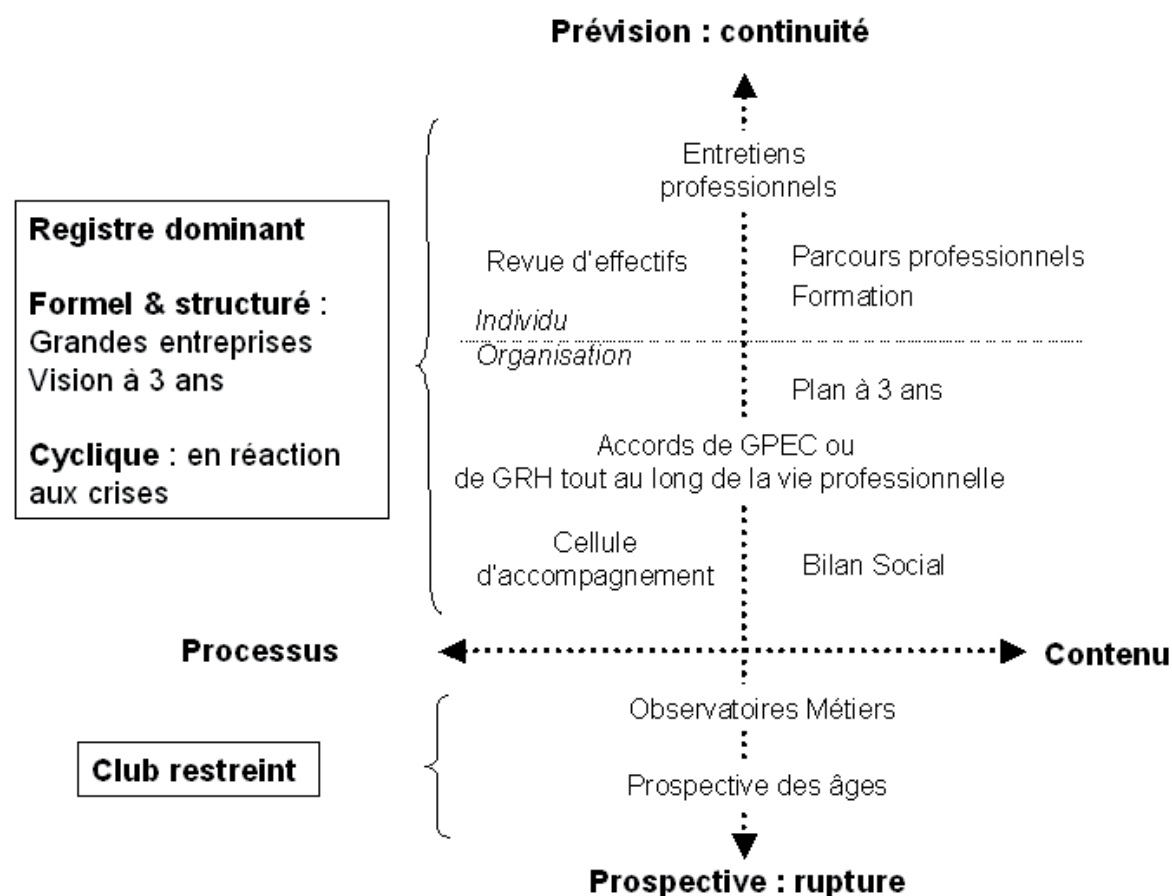 Prévision : continuité
Entretiens
professionnels
Registre dominant
Formel & structuré :
Grandes entreprises
Vision à 3 ans
Cyclique : en réaction
aux crises
Revue d'effectifs
Parcours professionnels
Formation
Individu
Organisation
Plan à 3 ans
Accords de GPEC ou
de GRH tout au long de la vie professionnelle
Cellule
d'accompagnement
Bilan Social
Processus
Contenu
Observatoires Métiers
Club restreint
Prospective des âges
Prospective : rupture